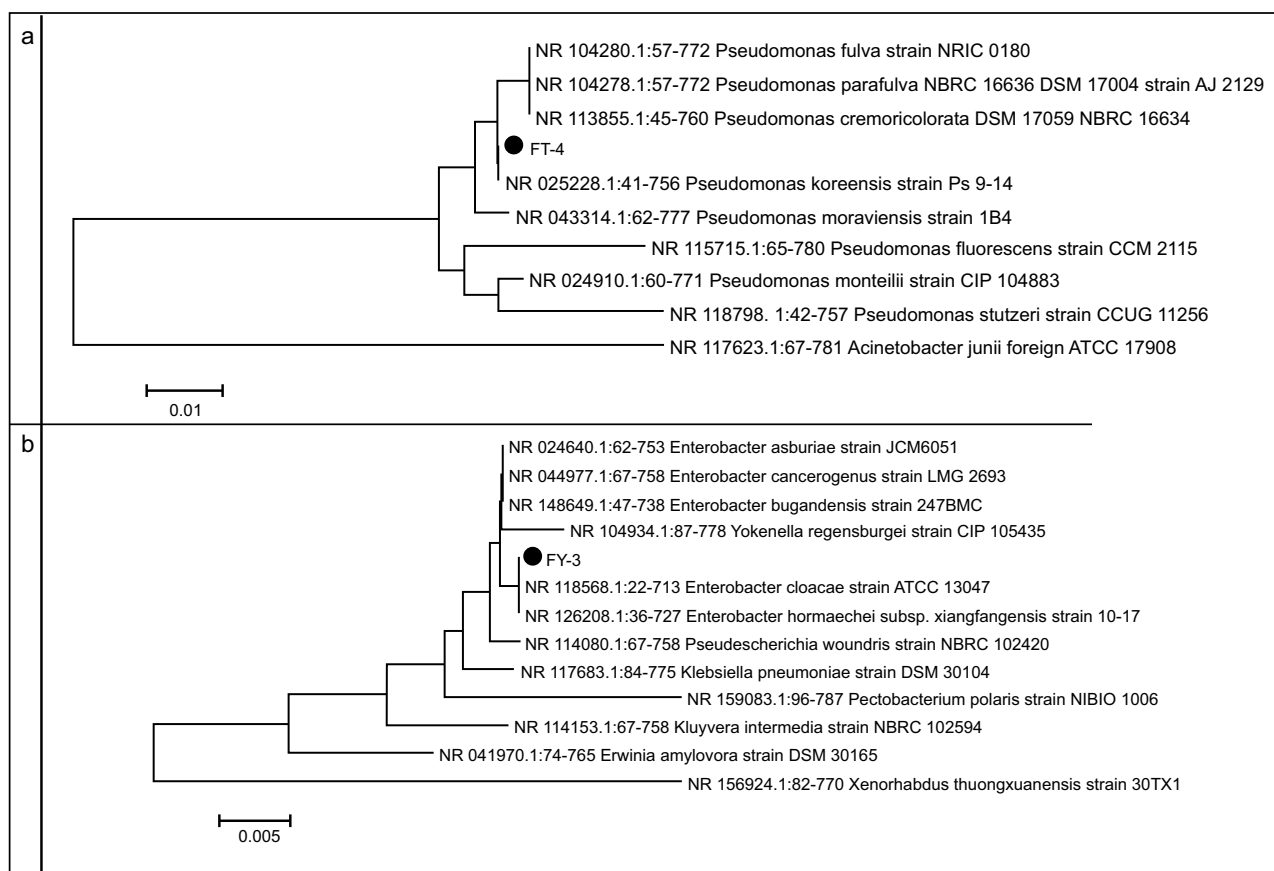 a
NR 104280.1:57-772 Pseudomonas fulva strain NRIC 0180
NR 104278.1:57-772 Pseudomonas parafulva NBRC 16636 DSM 17004 strain AJ 2129
NR 113855.1:45-760 Pseudomonas cremoricolorata DSM 17059 NBRC 16634
FT-4
NR 025228.1:41-756 Pseudomonas koreensis strain Ps 9-14
NR 043314.1:62-777 Pseudomonas moraviensis strain 1B4
NR 115715.1:65-780 Pseudomonas fluorescens strain CCM 2115
NR 024910.1:60-771 Pseudomonas monteilii strain CIP 104883
NR 118798. 1:42-757 Pseudomonas stutzeri strain CCUG 11256
NR 117623.1:67-781 Acinetobacter junii foreign ATCC 17908
0.01
b
NR 024640.1:62-753 Enterobacter asburiae strain JCM6051
NR 044977.1:67-758 Enterobacter cancerogenus strain LMG 2693
NR 148649.1:47-738 Enterobacter bugandensis strain 247BMC
NR 104934.1:87-778 Yokenella regensburgei strain CIP 105435
FY-3
NR 118568.1:22-713 Enterobacter cloacae strain ATCC 13047
NR 126208.1:36-727 Enterobacter hormaechei subsp. xiangfangensis strain 10-17
NR 114080.1:67-758 Pseudescherichia woundris strain NBRC 102420
NR 117683.1:84-775 Klebsiella pneumoniae strain DSM 30104
NR 159083.1:96-787 Pectobacterium polaris strain NIBIO 1006
NR 114153.1:67-758 Kluyvera intermedia strain NBRC 102594
NR 041970.1:74-765 Erwinia amylovora strain DSM 30165
NR 156924.1:82-770 Xenorhabdus thuongxuanensis strain 30TX1
0.005